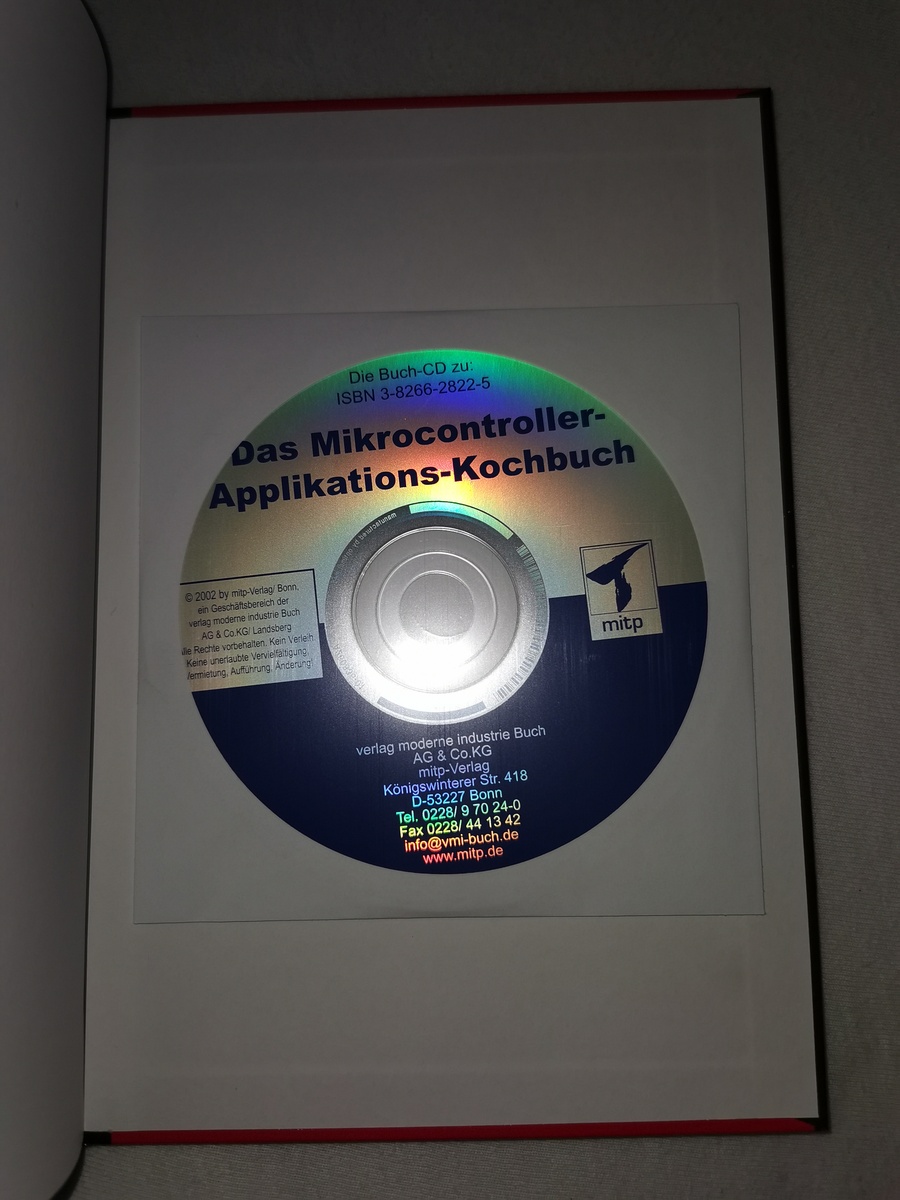 Die Buch-CD zu:
ISBN 3-8266-2822-5
Das Mikrocontroller-
Applikations-Kochbuch
© 2002 by mitp-Verlag/ Bonn,
ein Geschäftsbereich der
verlag moderne industrie Buch
AG & Co.KG/ Landsberg
lle Rechte vorbehalten. Kein Verleih.
Keine unerlaubte Vervielfältigung,
Vermietung, Aufführung, Änderung!
mitp
verlag moderne industrie Buch
AG & Co.KG
mitp-Verlag
Königswinterer Str. 418
D-53227 Bonn
Tel. 0228/ 9 70 24-0
Fax 0228/ 44 13 42
info@vmi-buch.de
www.mitp.de